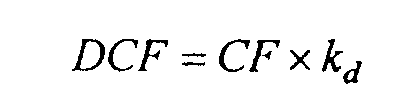 DCF = CF × k_d